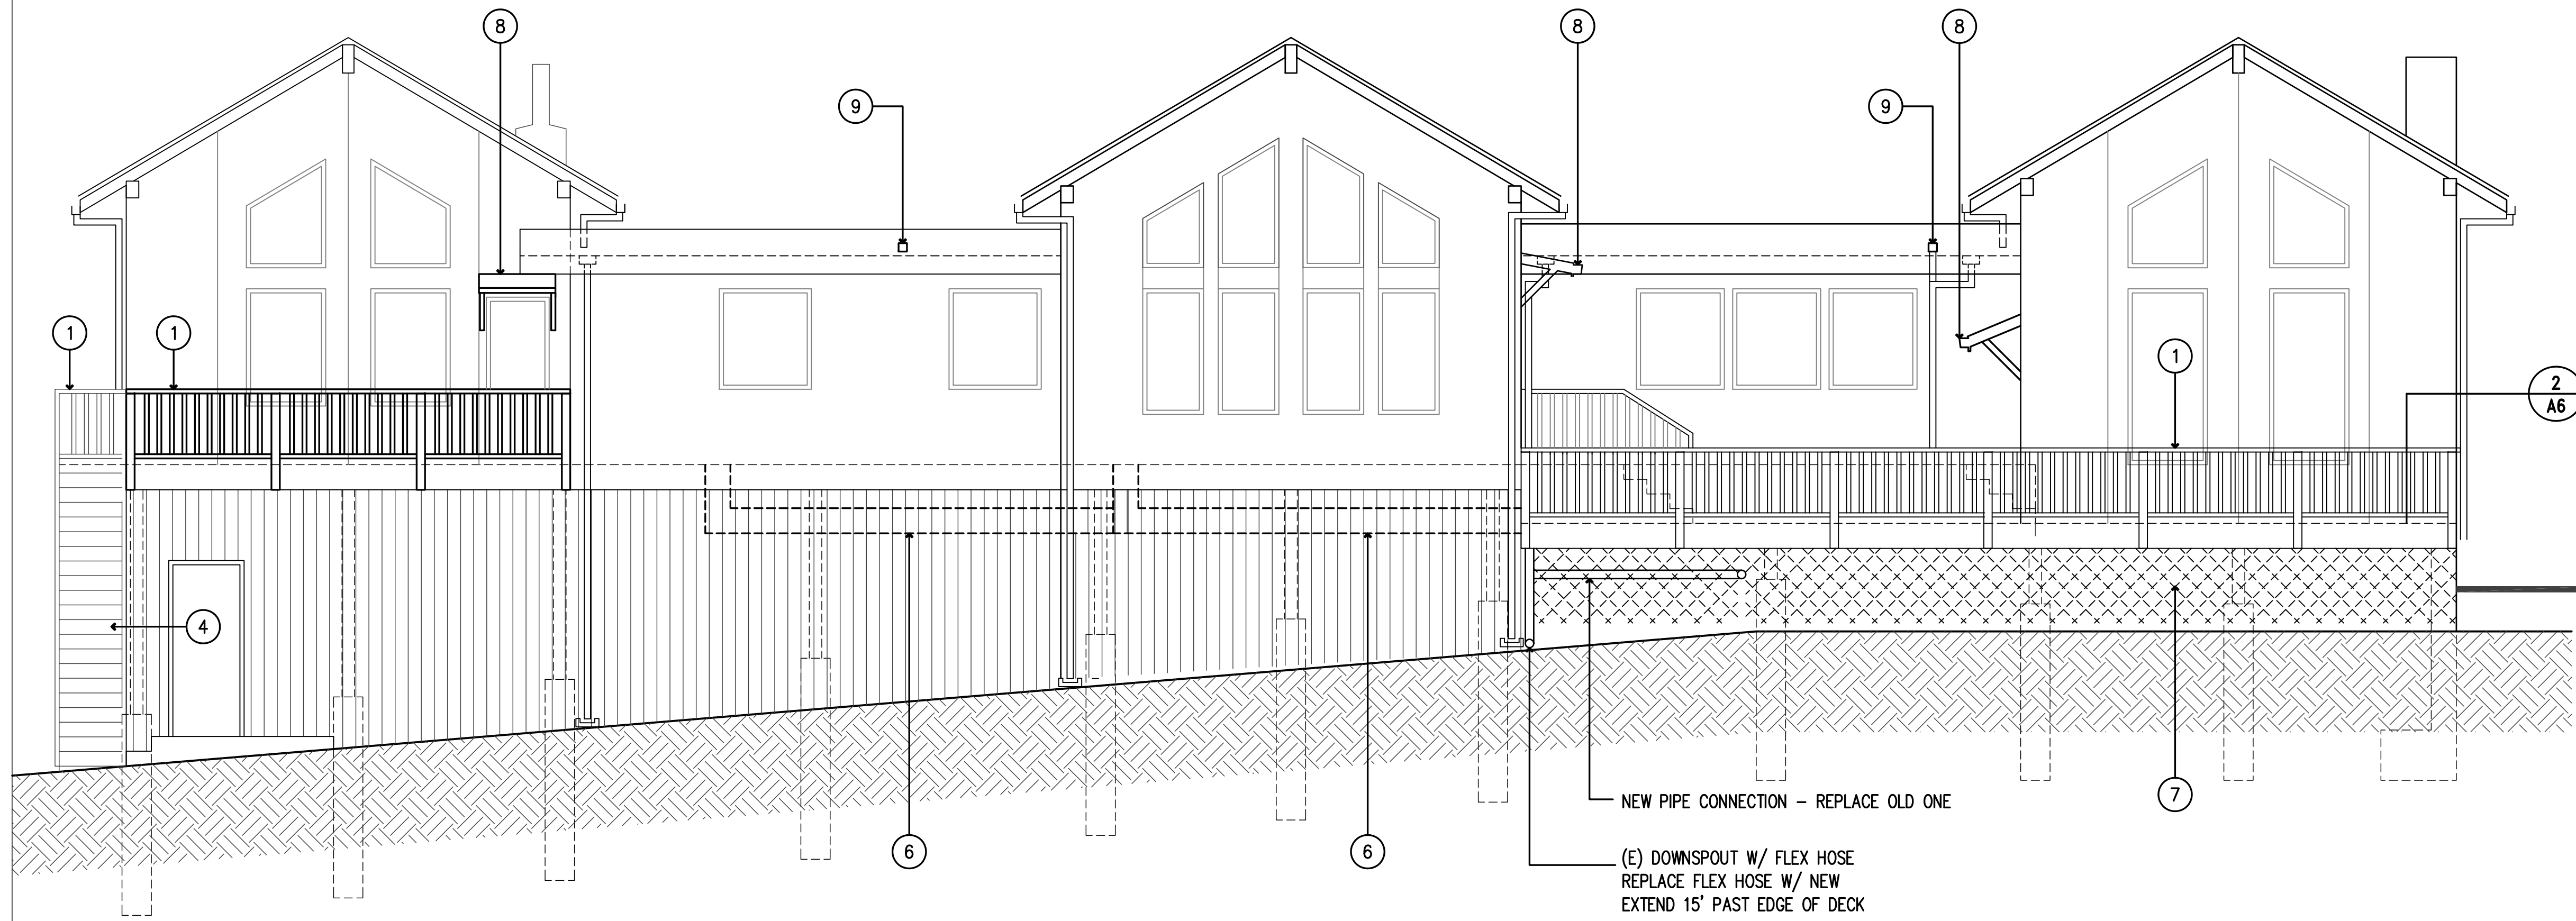 8
8
8
9
9
1
1
1
2
A6
4
7
NEW PIPE CONNECTION – REPLACE OLD ONE
6
6
(E) DOWNSPOUT W/ FLEX HOSE
REPLACE FLEX HOSE W/ NEW
EXTEND 15' PAST EDGE OF DECK